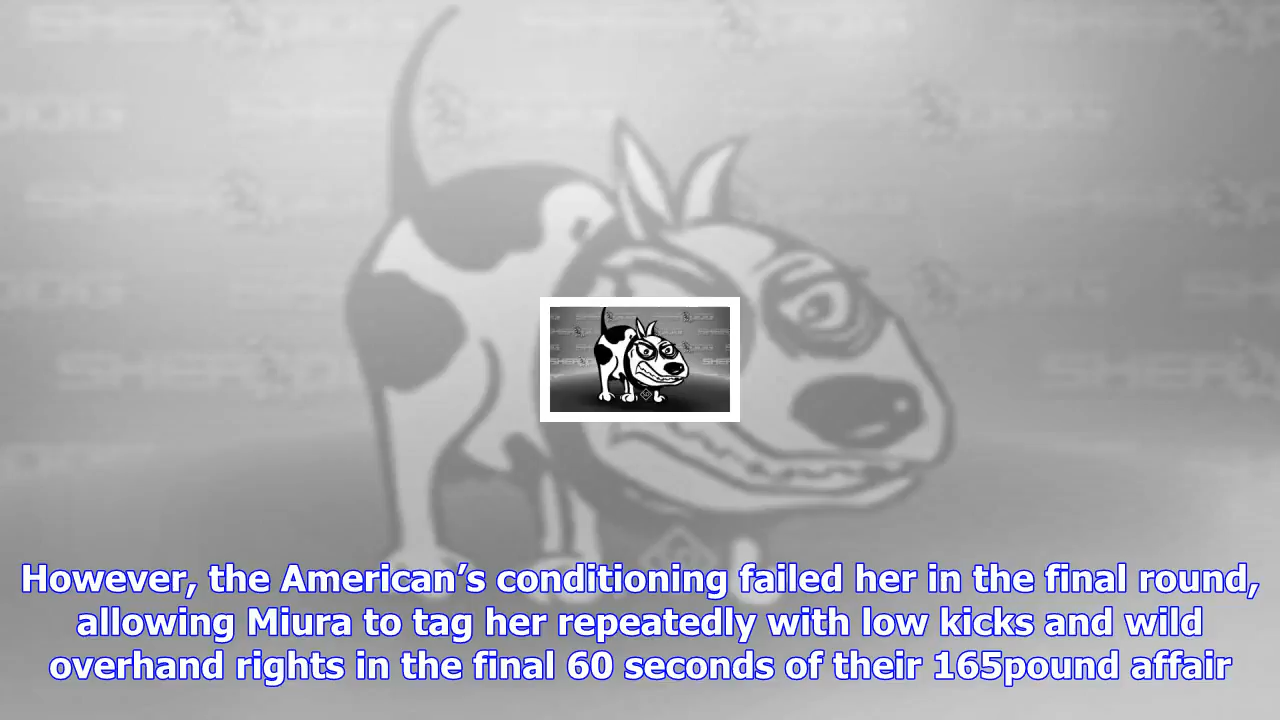 However, the American’s conditioning failed her in the final round,
allowing Miura to tag her repeatedly with low kicks and wild
overhand rights in the final 60 seconds of their 165pound affair